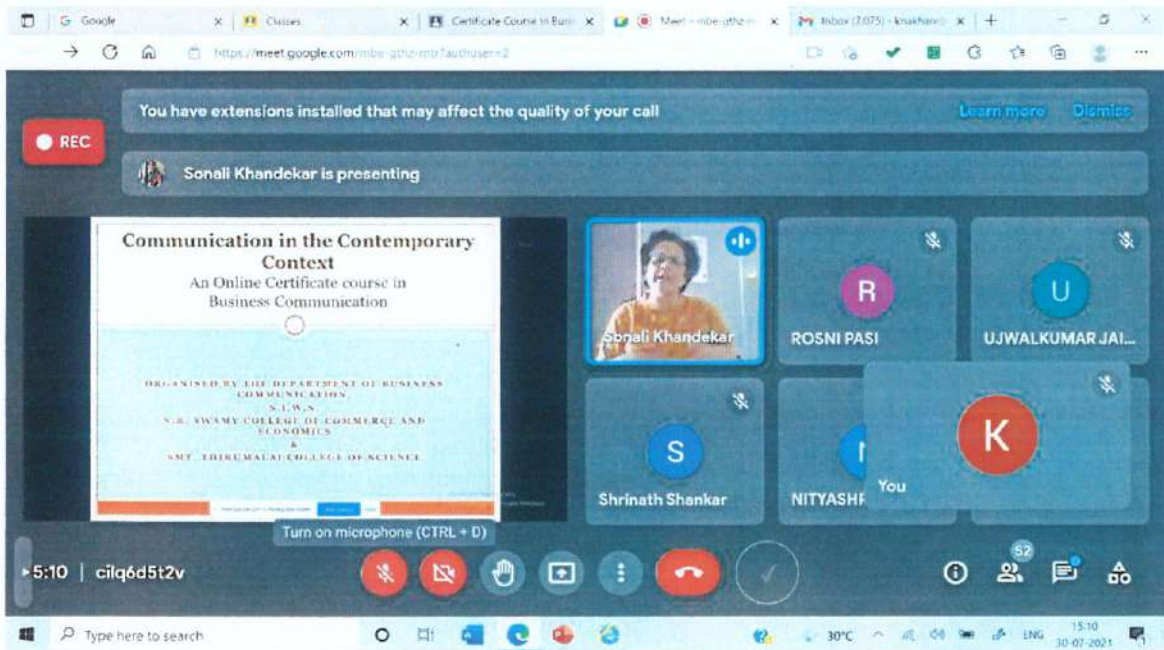 Google
Classes
Certificate Course in Busin
Meet - mbe-gthz-m
Inbox (7,075) - knakhare
https://meet.google.com/mbe-gthz-mb?authuser=2
You have extensions installed that may affect the quality of your call
Learn more
Dismiss
REC
Sonali Khandekar is presenting
Communication in the Contemporary
Context
An Online Certificate course in
Business Communication
ORGANISED BY THE DEPARTMENT OF BUSINESS
COMMUNICATION
S.I.W.S.
N.R. SWAMY COLLEGE OF COMMERCE AND
ECONOMICS
&
SMT. THIRUMALAI COLLEGE OF SCIENCE
Sonali Khandekar
R
ROSNI PASI
U
UJWALKUMAR JAI...
S
Shrinath Shankar
NITYASHR
K
You
Turn on microphone (CTRL + D)
5:10 | cilq6d5t2v
52
Type here to search
30°C
ENG
15:10
30-07-2021